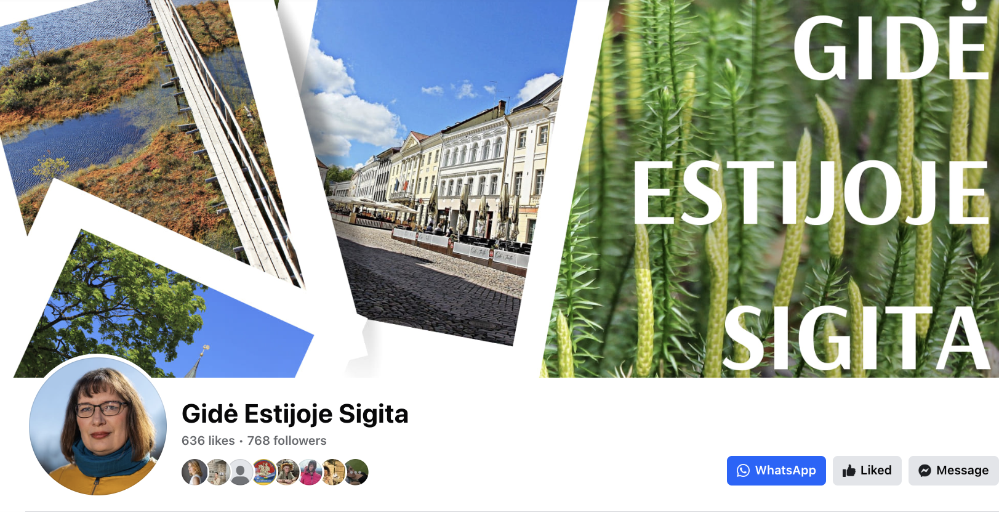 GIDĖ
ESTIJOJE
SIGITA
Gidė Estijoje Sigita
636 likes • 768 followers
WhatsApp
Liked
Message